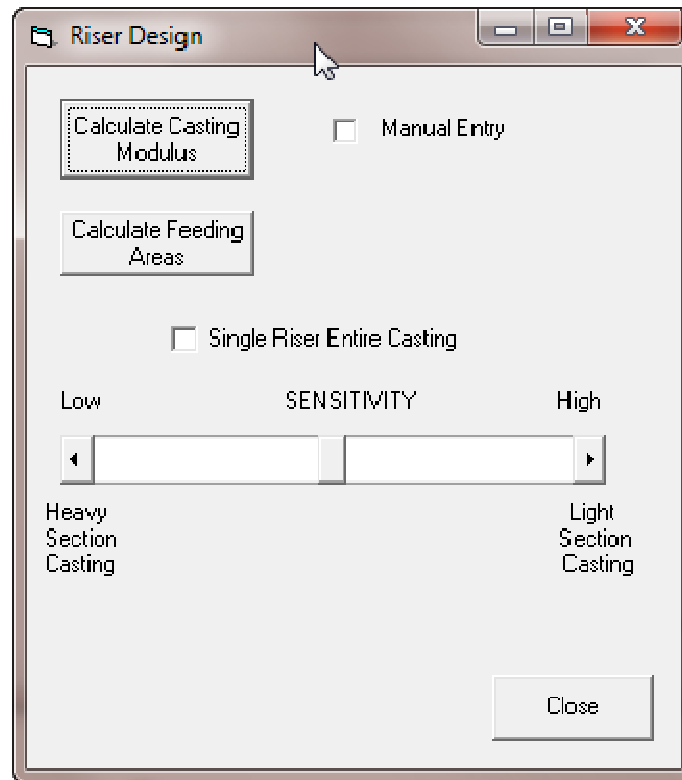 Riser Design
Calculate Casting
Modulus
Manual Entry
Calculate Feeding
Areas
Single Riser Entire Casting
Low SENSITIVITY High
Heavy
Section
Casting
Light
Section
Casting
Close